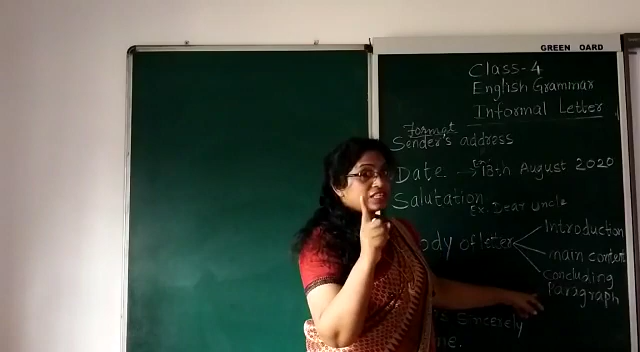 GREEN OARD
Class-4
English Grammar
Informal Letter
Format
Sender's address
Date → Ex: 13th August 2020
Salutation
Ex. Dear Uncle
ody of letter
Introduction
main content
Concluding
Paragraph
Sincerely